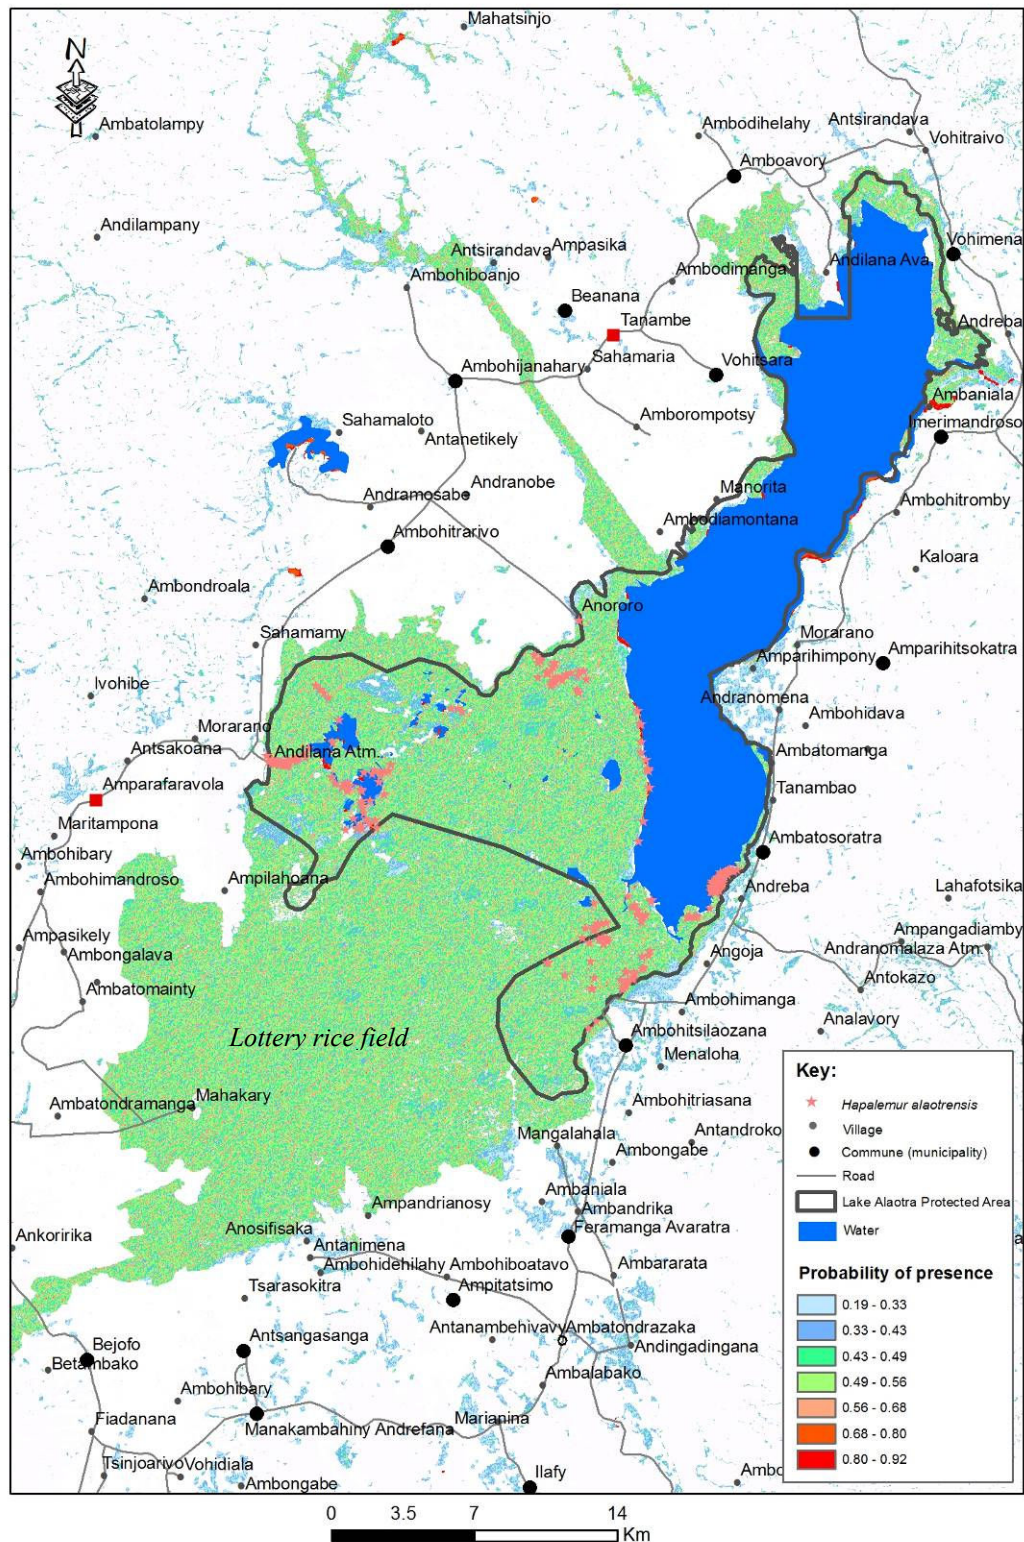 Mahatsinjo
N
Ambatolampy
Ambodihelahy
Antsirandava
Vohitraivo
Amboavory
Andilampany
Antsirandava
Ampasika
Vohimena
Ambohiboanjo
Ambodimanga
Andilana Ava.
Beanana
Tanambe
Andreba
Ambohijanahary
Sahamaria
Vohitsara
Ambaniala
Sahamaloto
Antanetikely
Amborompotsy
Imerimandroso
Andramosabe
Andranobe
Manorita
Ambohitromby
Ambohitrarivo
Ambodiamontana
Kaloara
Ambondroala
Anororo
Sahamamy
Morarano
Amparihimpony
Amparihitsokatra
Ivohibe
Andranomena
Morarano
Ambohidava
Antsakoana
Andilana Atm.
Ambatomanga
Amparafaravola
Tanambao
Maritampona
Ambatosoratra
Ambohibary
Ambohimandroso
Ampilahoana
Andreba
Lahafotsika
Ampasikely
Ambongalava
Ampangadiamby
Andranomalaza Atm.
Angoja
Ambatomainty
Antokazo
Ambohimanga
Lottery rice field
Ambohitsilaozana
Analavory
Menaloha
Ambatondramanga
Mahakary
Ambohitriasana
Mangalahala
Antandroko
Ambongabe
Ampandrianosy
Ambaniala
Ambandrika
Ankoririka
Anosifisaka
Feramanga Avaratra
Antanimena
Ambohidehilahy
Ambohiboatavo
Ambararata
Tsarasokitra
Ampitatsimo
Antsangasanga
Antanambehivavy
Ambatondrazaka
Bejofo
Andingadingana
Betambako
Ambohibary
Ambalabako
Fiadanana
Manakambahiny Andrefana
Marianina
Tsinjoarivo
Vohidiala
Ambongabe
Ilafy
Ambo
a
Key:
Hapalemur alaotrensis
Village
Commune (municipality)
Road
Lake Alaotra Protected Area
Water
Probability of presence
0.19 - 0.33
0.33 - 0.43
0.43 - 0.49
0.49 - 0.56
0.56 - 0.68
0.68 - 0.80
0.80 - 0.92
0 3.5 7 14
Km